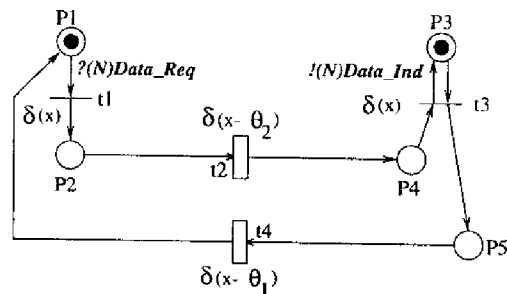 P1
P3
?(N)Data_Req
!(N)Data_Ind
t1
δ(x)
δ(x)
t3
δ(x- θ2)
P2
t2
P4
t4
P5
δ(x- θ1)